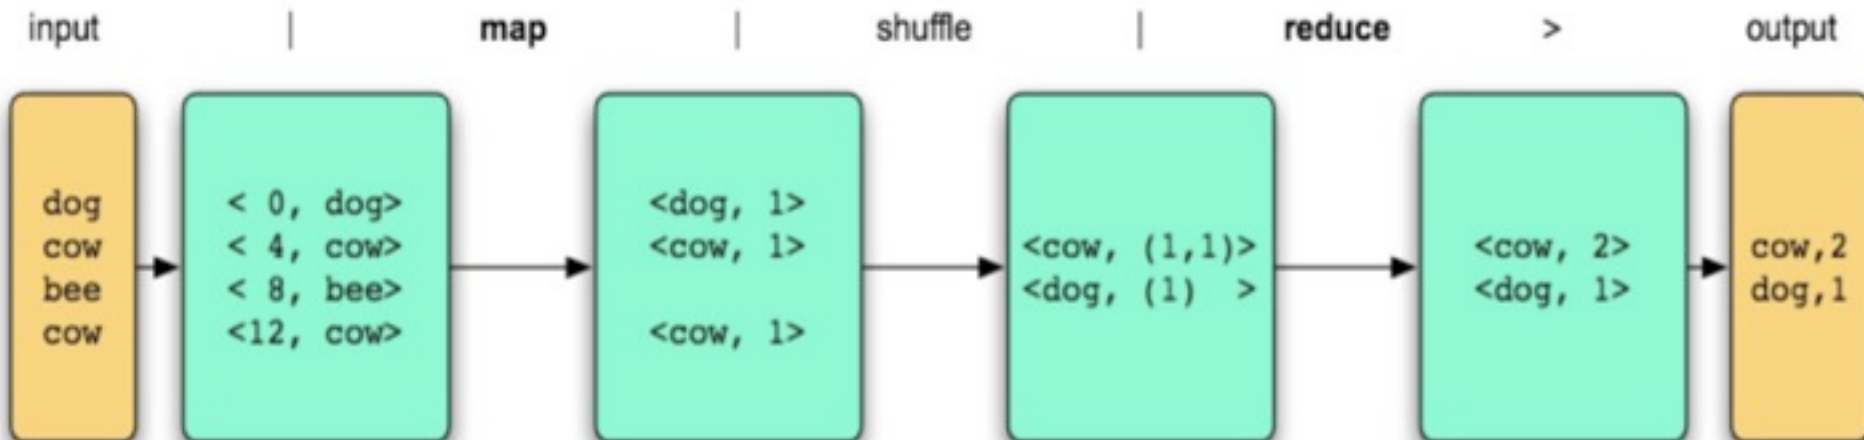 input | map | shuffle | reduce > output
dog
cow
bee
cow
< 0, dog>
< 4, cow>
< 8, bee>
<12, cow>
<dog, 1>
<cow, 1>
<cow, 1>
<cow, (1,1)>
<dog, (1)  >
<cow, 2>
<dog, 1>
cow,2
dog,1